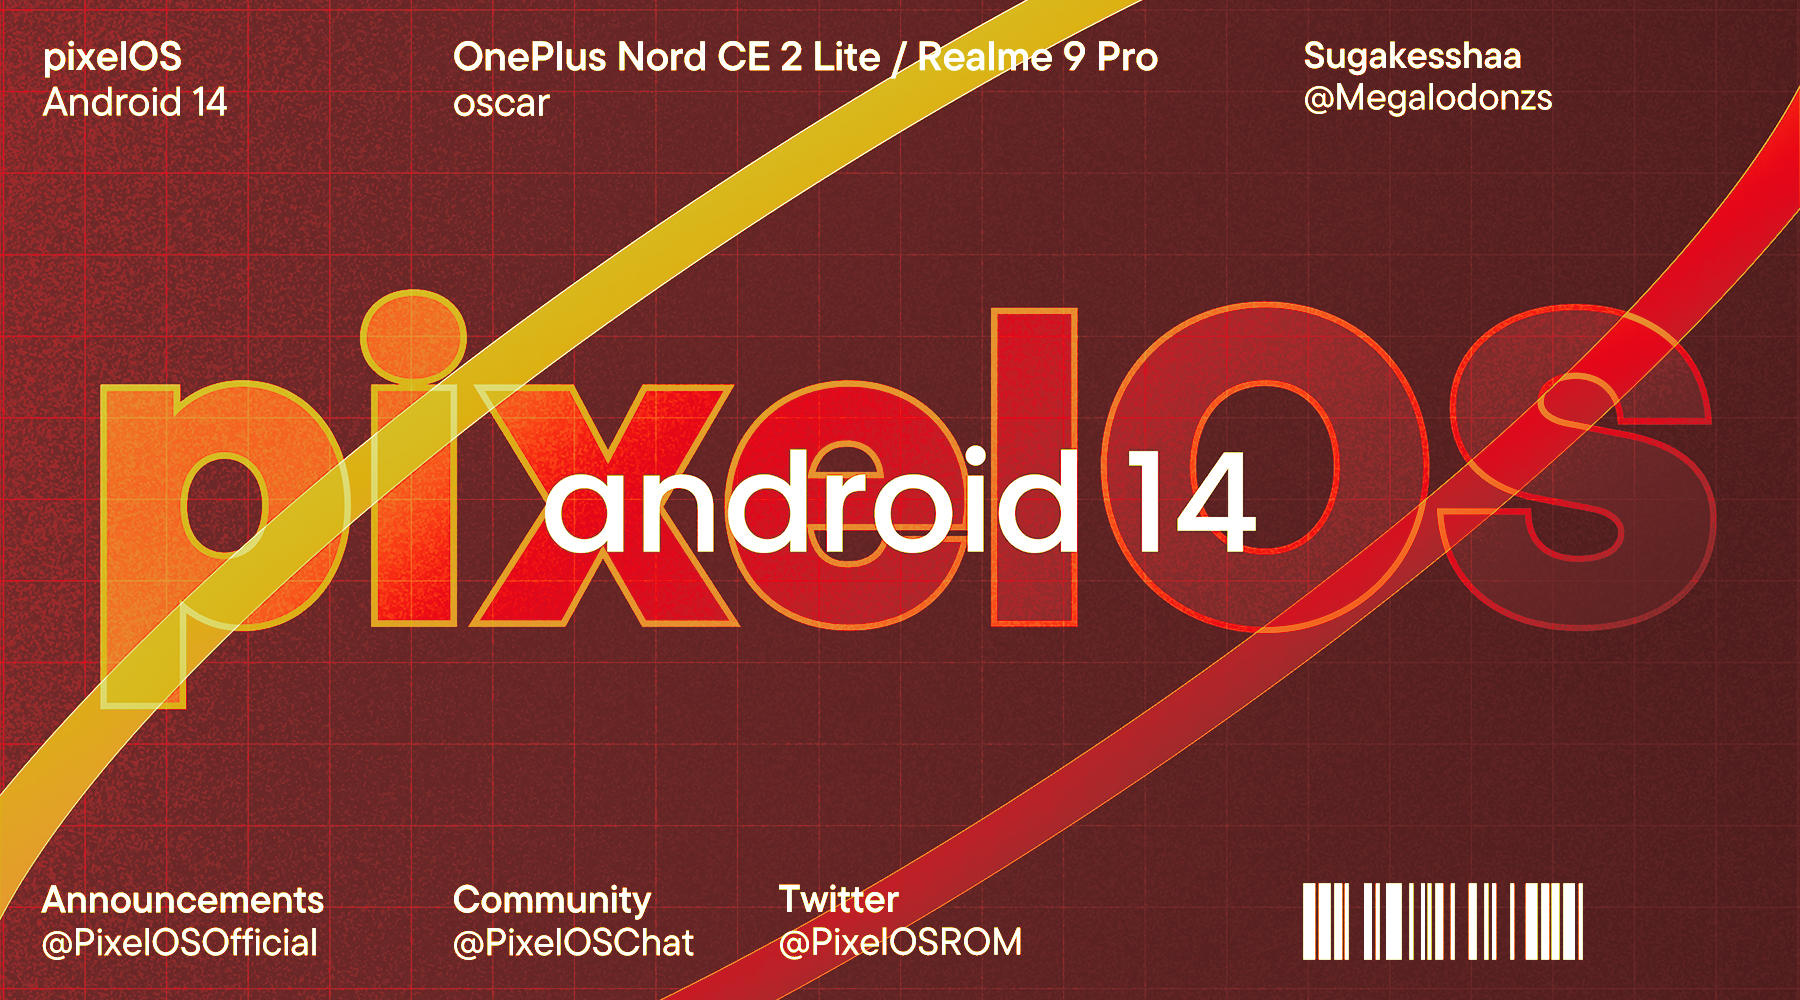 pixelOS
Android 14
OnePlus Nord CE 2 Lite / Realme 9 Pro
oscar
Sugakesshaa
@Megalodonzs
pixelOS
android 14
Announcements
@PixelOSOfficial
Community
@PixelOSChat
Twitter
@PixelOSROM